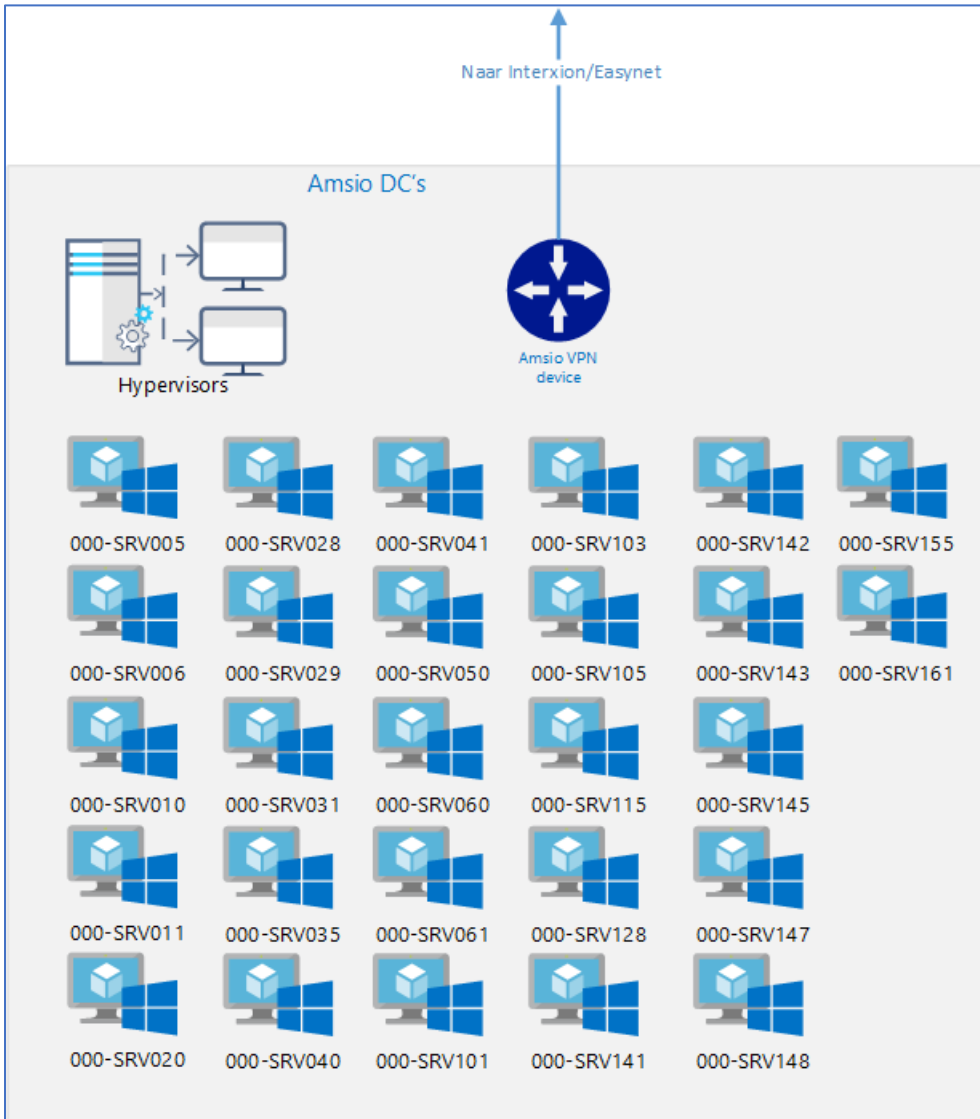 Naar Interxion/Easynet
Amsio DC's
Hypervisors
Amsio VPN
device
000-SRV005 000-SRV028 000-SRV041 000-SRV103 000-SRV142 000-SRV155
000-SRV006 000-SRV029 000-SRV050 000-SRV105 000-SRV143 000-SRV161
000-SRV010 000-SRV031 000-SRV060 000-SRV115 000-SRV145
000-SRV011 000-SRV035 000-SRV061 000-SRV128 000-SRV147
000-SRV020 000-SRV040 000-SRV101 000-SRV141 000-SRV148